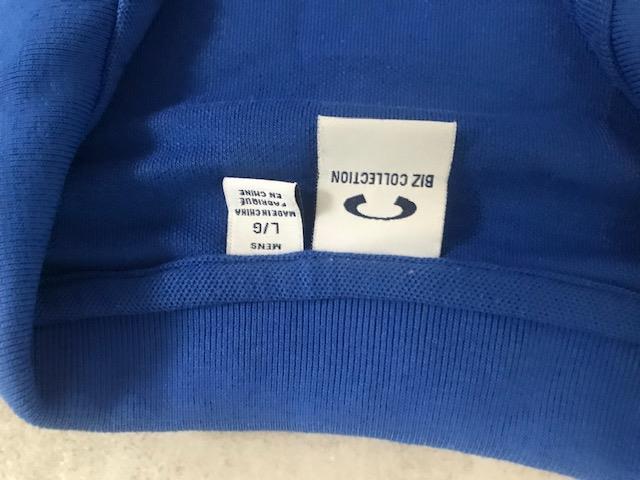 BIZ COLLECTION
MENS
L/G
MADE IN CHINA
FABRIQUÉ
EN CHINE